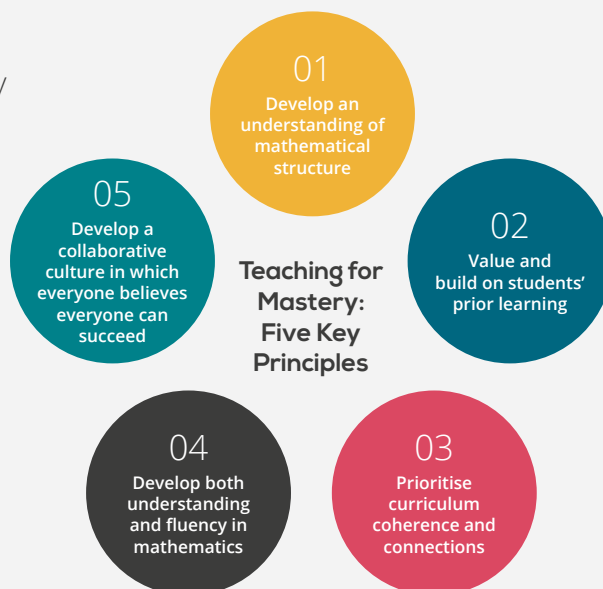 01
Develop an
understanding of
mathematical
structure
02
Value and
build on students’
prior learning
03
Prioritise
curriculum
coherence and
connections
04
Develop both
understanding
and fluency in
mathematics
05
Develop a
collaborative
culture in which
everyone believes
everyone can
succeed
Teaching for
Mastery:
Five Key
Principles